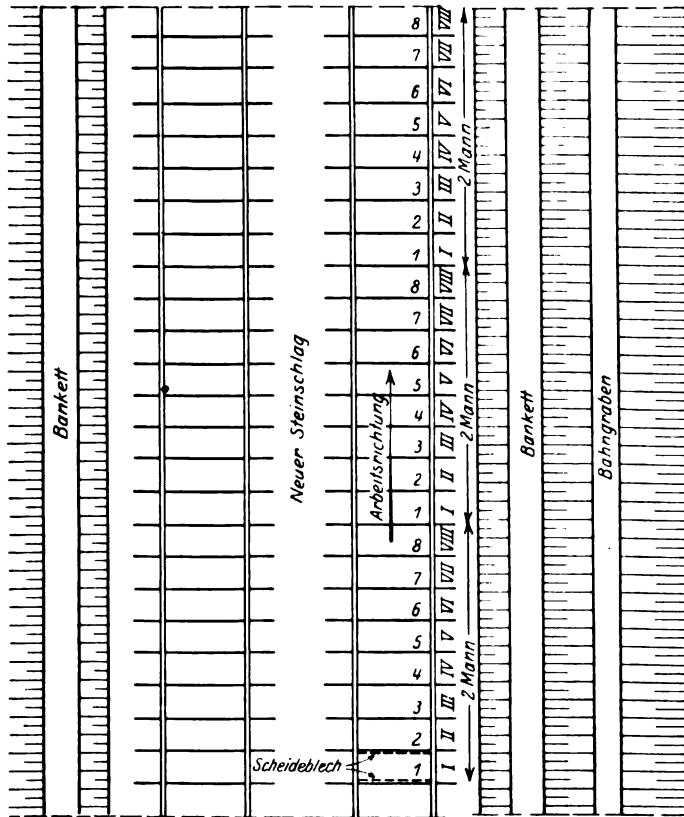 8 VIII
7 VII
6 VI
5 V
4 IV
3 III
2 II
1 I
2 Mann
8 VIII
7 VII
6 VI
5 V
4 IV
3 III
2 II
1 I
2 Mann
8 VIII
7 VII
6 VI
5 V
4 IV
3 III
2 II
1 I
2 Mann
Bankett
Neuer Steinschlag
Arbeitsrichtung
Bankett
Bahngraben
Scheideblech